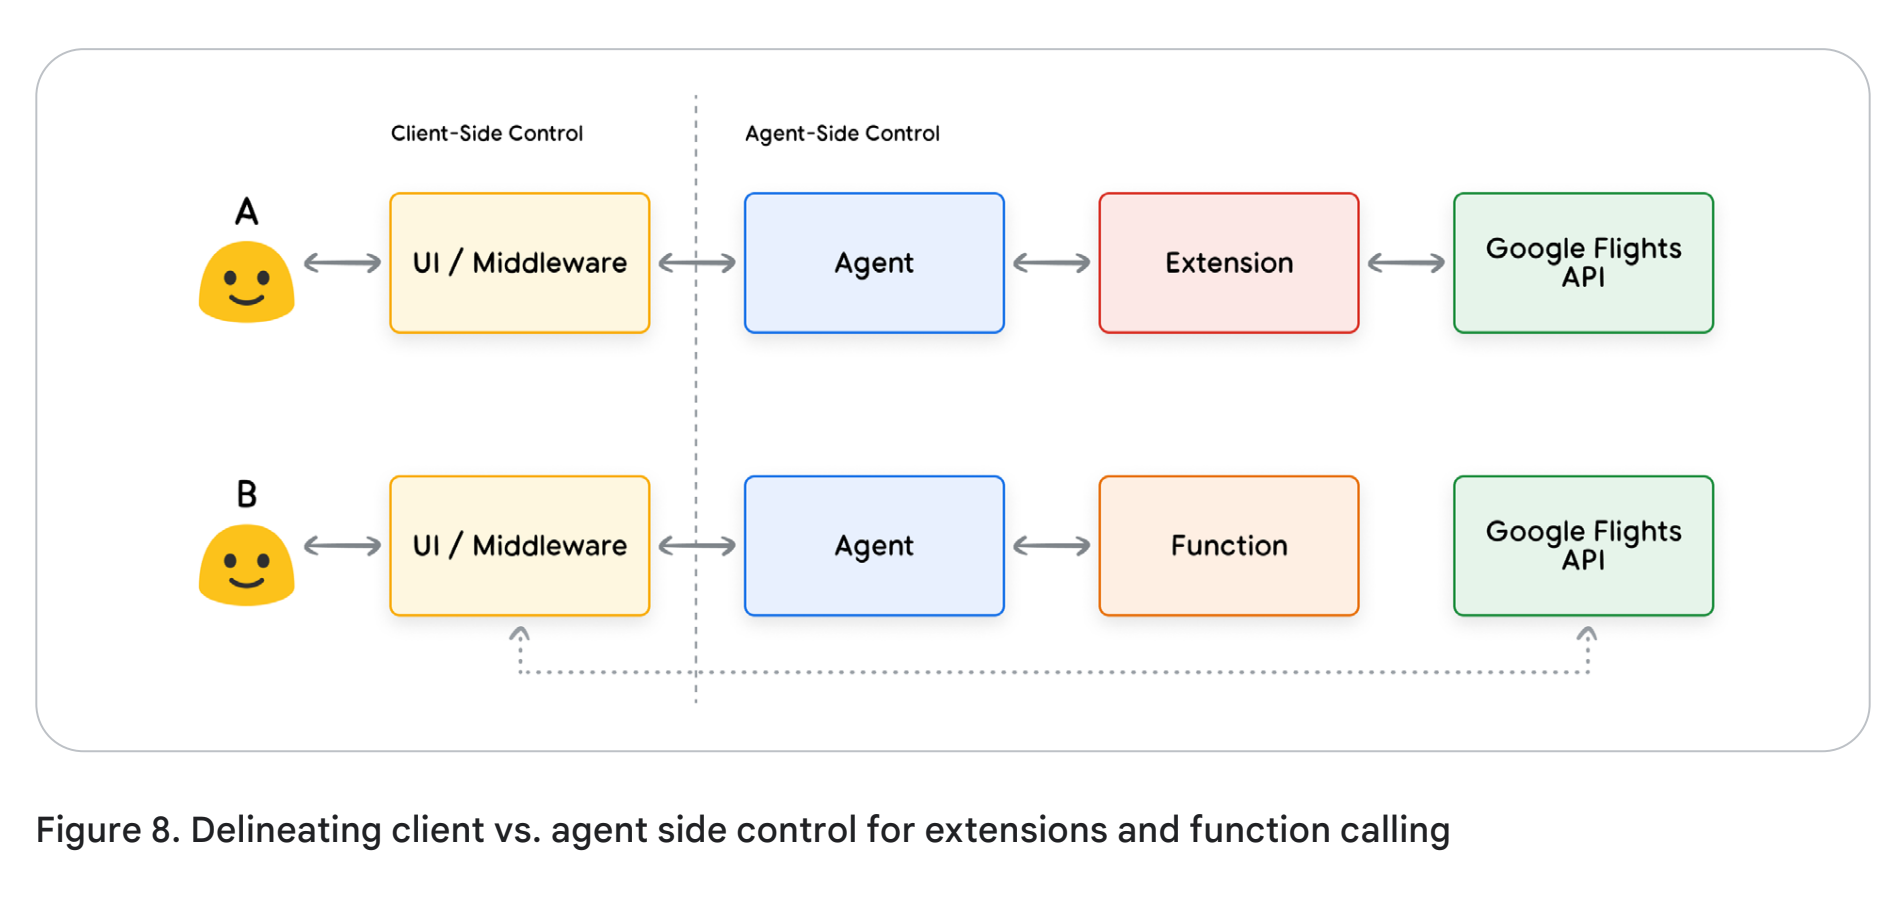 Client-Side Control
Agent-Side Control
A
UI / Middleware
Agent
Extension
Google Flights
API
B
UI / Middleware
Agent
Function
Google Flights
API
Figure 8. Delineating client vs. agent side control for extensions and function calling